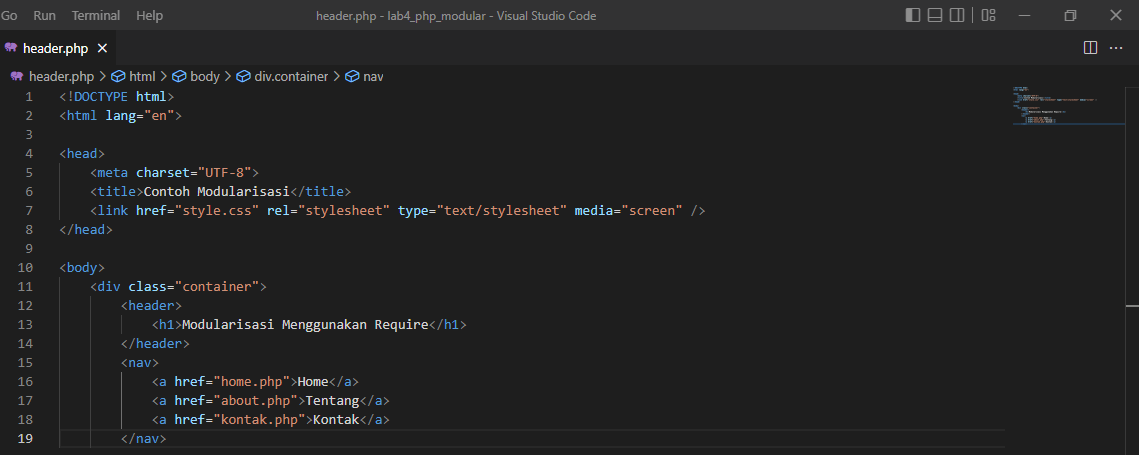 Go Run Terminal Help header.php - lab4_php_modular - Visual Studio Code
header.php
header.php > html > body > div.container > nav
1 <!DOCTYPE html>
2 <html lang="en">
3
4 <head>
5 <meta charset="UTF-8">
6 <title>Contoh Modularisasi</title>
7 <link href="style.css" rel="stylesheet" type="text/stylesheet" media="screen" />
8 </head>
9
10 <body>
11 <div class="container">
12 <header>
13 <h1>Modularisasi Menggunakan Require</h1>
14 </header>
15 <nav>
16 <a href="home.php">Home</a>
17 <a href="about.php">Tentang</a>
18 <a href="kontak.php">Kontak</a>
19 </nav>